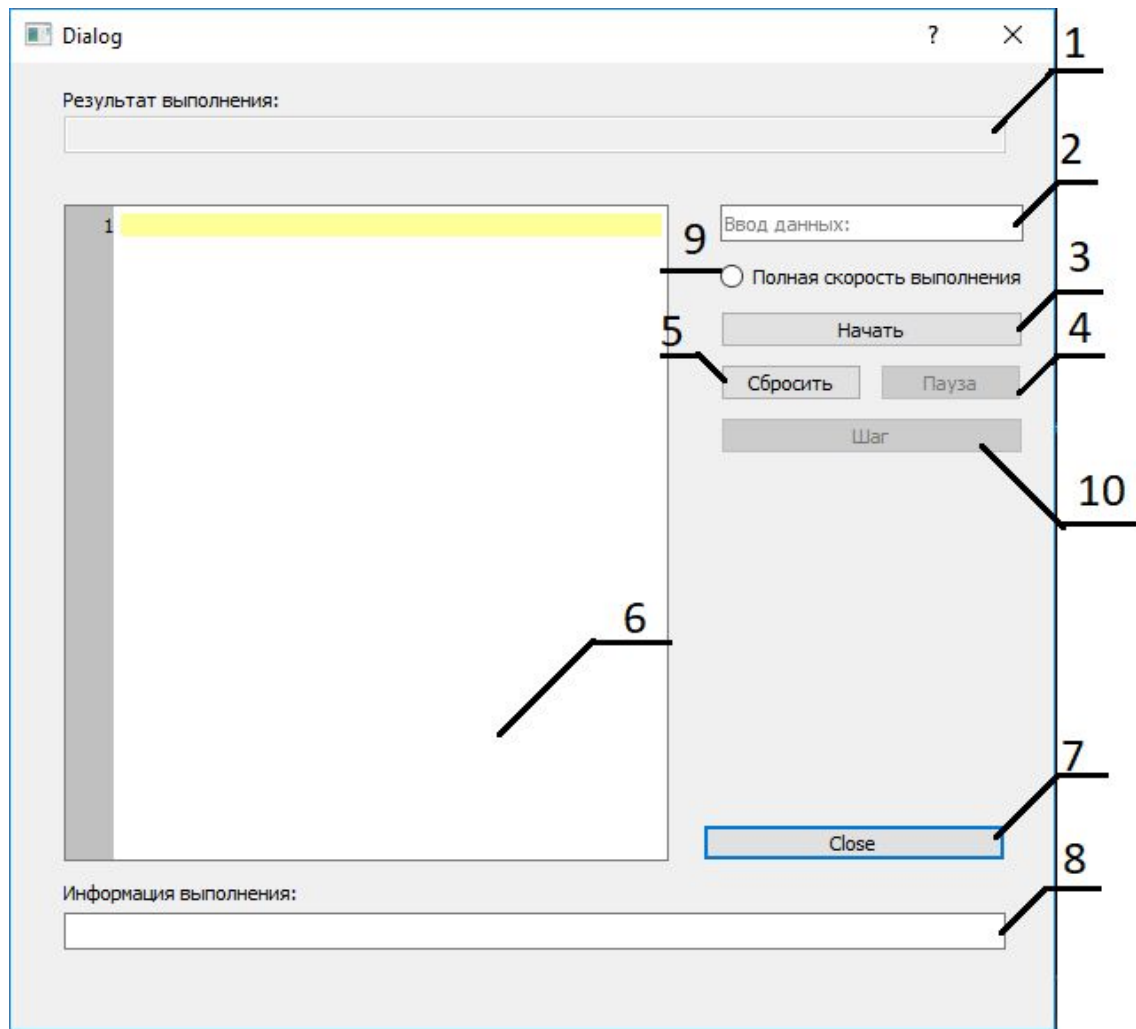 Dialog ? ×
1
Результат выполнения:
2
1
Ввод данных:
9
Полная скорость выполнения
3
Начать
5
4
Сбросить Пауза
Шаг
10
6
7
Close
8
Информация выполнения: